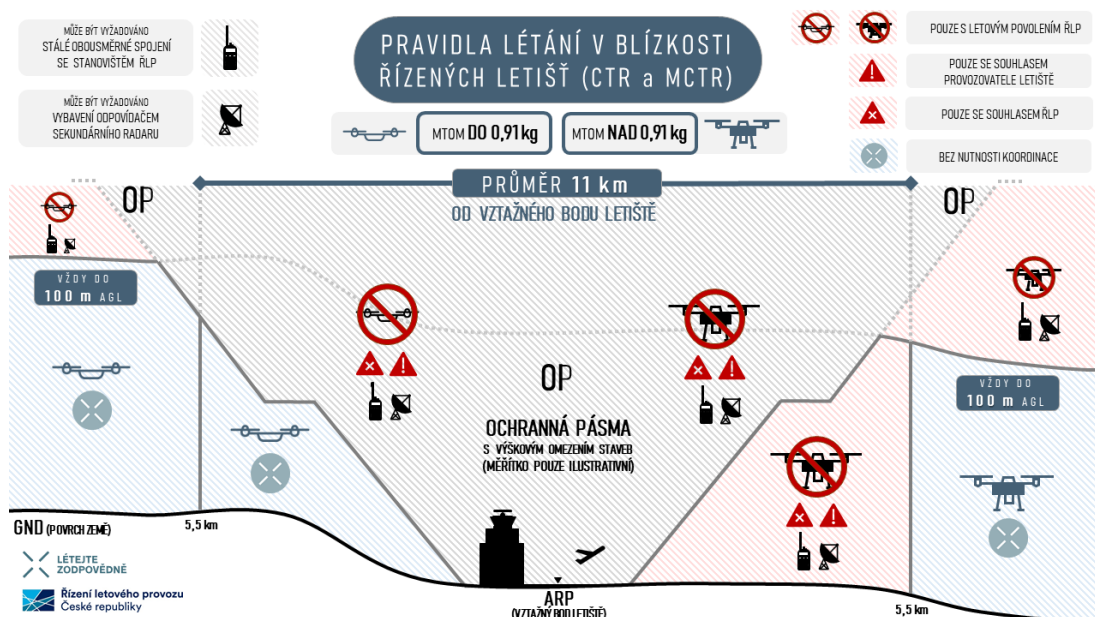 MŮŽE BÝT VYŽADOVÁNO
STÁLÉ OBOUSMĚRNÉ SPOJENÍ
SE STANOVIŠTĚM ŘLP
MŮŽE BÝT VYŽADOVÁNO
VYBAVENÍ ODPOVÍDAČEM
SEKUNDÁRNÍHO RADARU
PRAVIDLA LÉTÁNÍ V BLÍZKOSTI
ŘÍZENÝCH LETIŠŤ (CTR a MCTR)
MTOM DO 0,91 kg
MTOM NAD 0,91 kg
POUZE S LETOVÝM POVOLENÍM ŘLP
POUZE SE SOUHLASEM
PROVOZOVATELE LETIŠTĚ
POUZE SE SOUHLASEM ŘLP
BEZ NUTNOSTI KOORDINACE
PRŮMĚR 11 km
OD VZTAŽNÉHO BODU LETIŠTĚ
OP
OP
VŽDY DO
100 m AGL
OP
OCHRANNÁ PÁSMA
S VÝŠKOVÝM OMEZENÍM STAVEB
(MĚŘÍTKO POUZE ILUSTRATIVNÍ)
VŽDY DO
100 m AGL
GND (POVRCH ZEMĚ)
5,5 km
5,5 km
ARP
(VZTAŽNÝ BOD LETIŠTĚ)
LÉTEJTE
ZODPOVĚDNĚ
Řízení letového provozu
České republiky